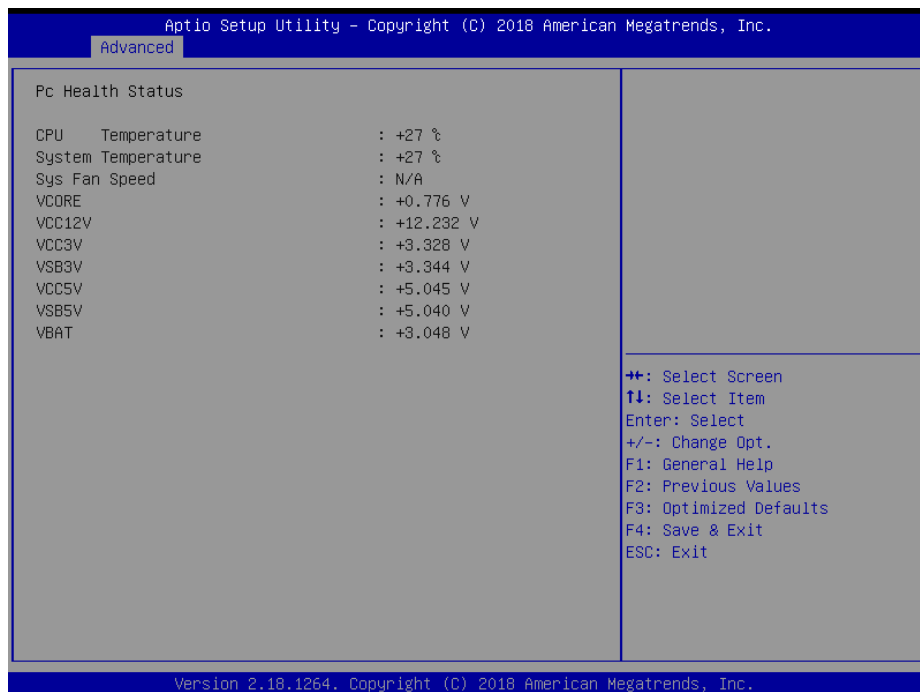 Aptio Setup Utility – Copyright (C) 2018 American Megatrends, Inc.
Advanced
Pc Health Status
CPU Temperature : +27 ℃
System Temperature : +27 ℃
Sys Fan Speed : N/A
VCORE : +0.776 V
VCC12V : +12.232 V
VCC3V : +3.328 V
VSB3V : +3.344 V
VCC5V : +5.045 V
VSB5V : +5.040 V
VBAT : +3.048 V
→←: Select Screen
↑↓: Select Item
Enter: Select
+/-: Change Opt.
F1: General Help
F2: Previous Values
F3: Optimized Defaults
F4: Save & Exit
ESC: Exit
Version 2.18.1264. Copyright (C) 2018 American Megatrends, Inc.